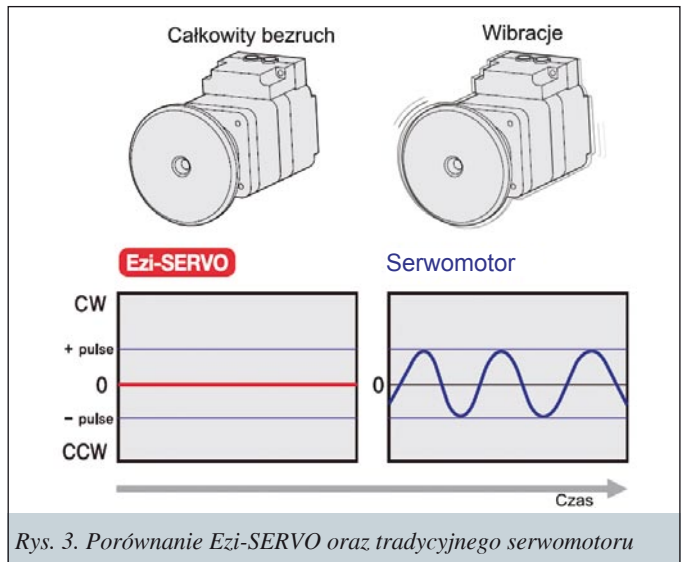 Całkowity bezruch
Wibracje
Ezi-SERVO
Serwomotor
CW
+ pulse
0
- pulse
CCW
0
Czas
Rys. 3. Porównanie Ezi-SERVO oraz tradycyjnego serwomotoru